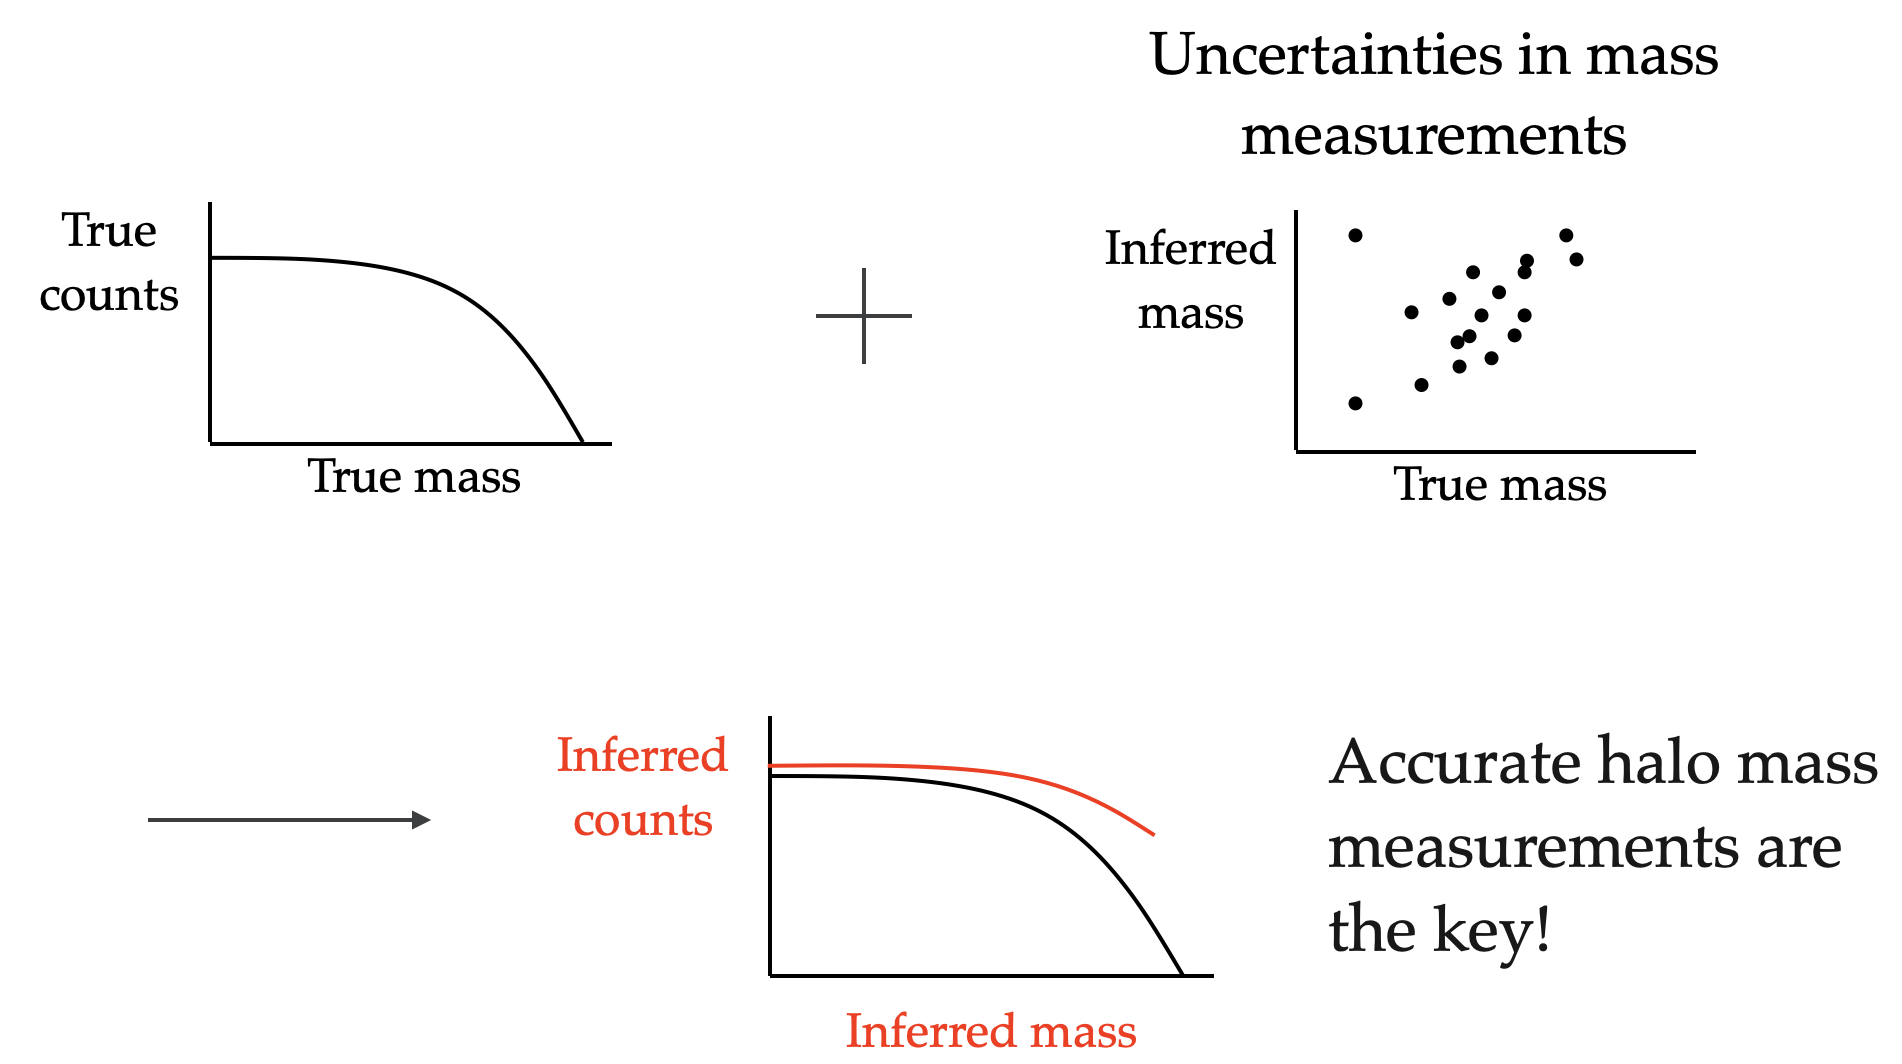 Uncertainties in mass
measurements
True
counts
True mass
Inferred
mass
True mass
Inferred
counts
Inferred mass
Accurate halo mass
measurements are
the key!